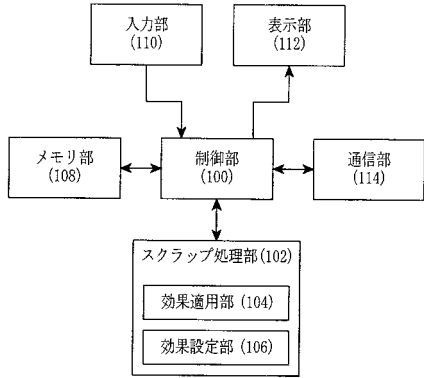 入力部
(110)
表示部
(112)
メモリ部
(108)
制御部
(100)
通信部
(114)
スクラップ処理部(102)
効果適用部 (104)
効果設定部 (106)